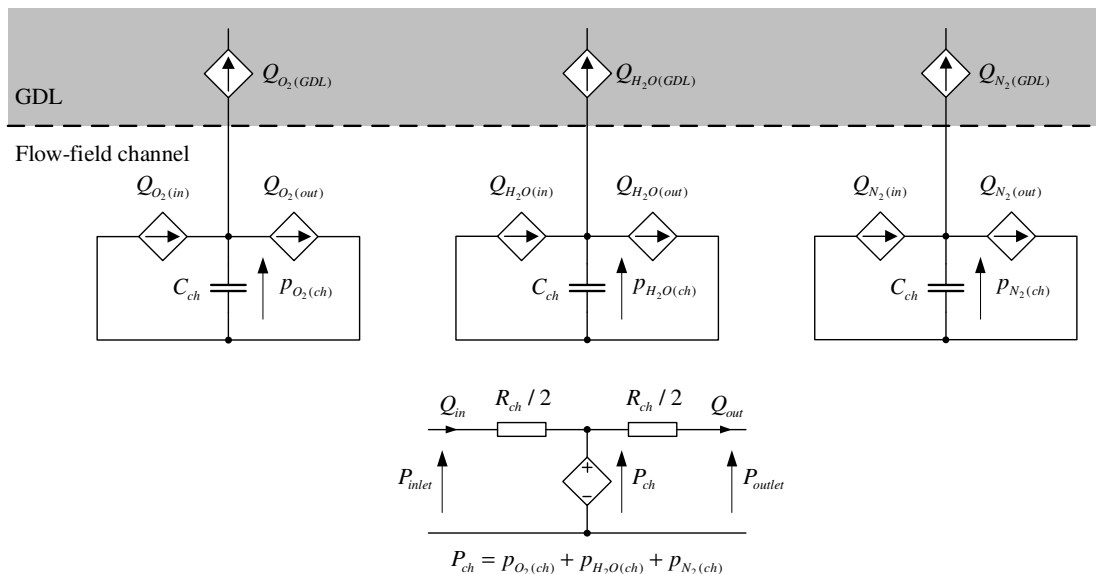 Q_{O_2(GDL)} Q_{H_2O(GDL)} Q_{N_2(GDL)}
GDL
Flow-field channel
Q_{O_2(in)} Q_{O_2(out)} Q_{H_2O(in)} Q_{H_2O(out)} Q_{N_2(in)} Q_{N_2(out)}
C_{ch} p_{O_2(ch)} C_{ch} p_{H_2O(ch)} C_{ch} p_{N_2(ch)}
Q_{in} R_{ch} / 2 R_{ch} / 2 Q_{out}
P_{inlet} + − P_{ch} P_{outlet}
P_{ch} = p_{O_2(ch)} + p_{H_2O(ch)} + p_{N_2(ch)}